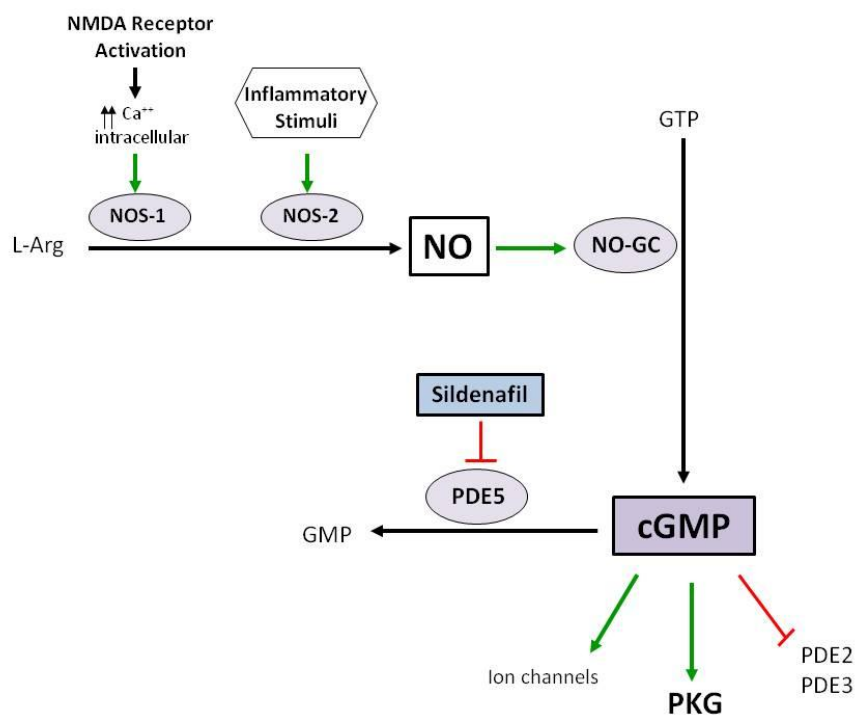 NMDA Receptor
Activation
Ca⁺⁺
intracellular
Inflammatory
Stimuli
GTP
NOS-1
NOS-2
L-Arg
NO
NO-GC
Sildenafil
PDE5
GMP
cGMP
Ion channels
PKG
PDE2
PDE3